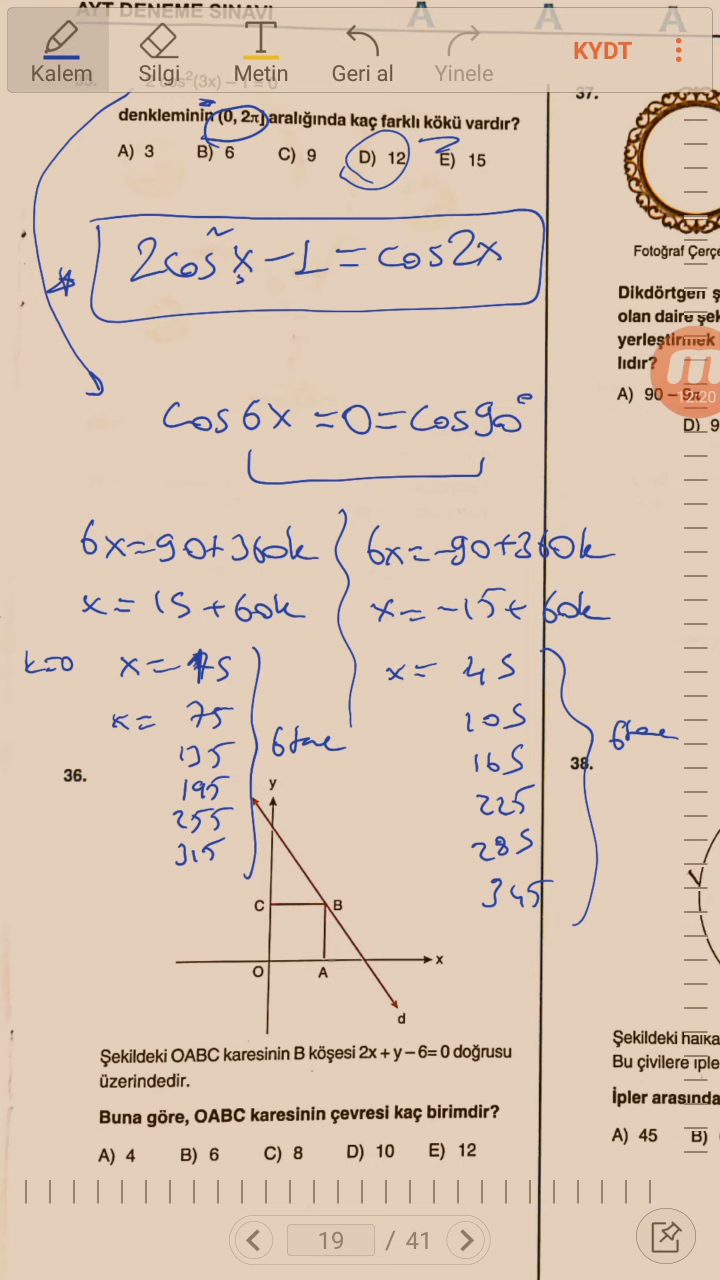 AYT DENEME SINAVI
A A A
Kalem
Silgi
Metin
Geri al
Yinele
KYDT
denkleminin (0, 2π] aralığında kaç farklı kökü vardır?
A) 3 B) 6 C) 9 D) 12 E) 15
2cos²x - 1 = cos2x
cos6x = 0 = cos90°
6x = 90 + 360k
x = 15 + 60k
k=0 x = 15
x = 75
135
195
255
315
6 tane
6x = -90 + 360k
x = -15 + 60k
x = 45
105
165
225
285
345
6 tane
36.
y
C
B
O
A
x
d
Şekildeki OABC karesinin B köşesi 2x + y – 6= 0 doğrusu
üzerindedir.
Buna göre, OABC karesinin çevresi kaç birimdir?
A) 4 B) 6 C) 8 D) 10 E) 12
37.
Fotoğraf Çerçe
Dikdörtgen ş
olan daire şek
yerleştirmek
lıdır?
A) 90 – 9π
D) 9
12:20
38.
Şekildeki halka
Bu çivilere iple
İpler arasında
A) 45 B)
19 / 41